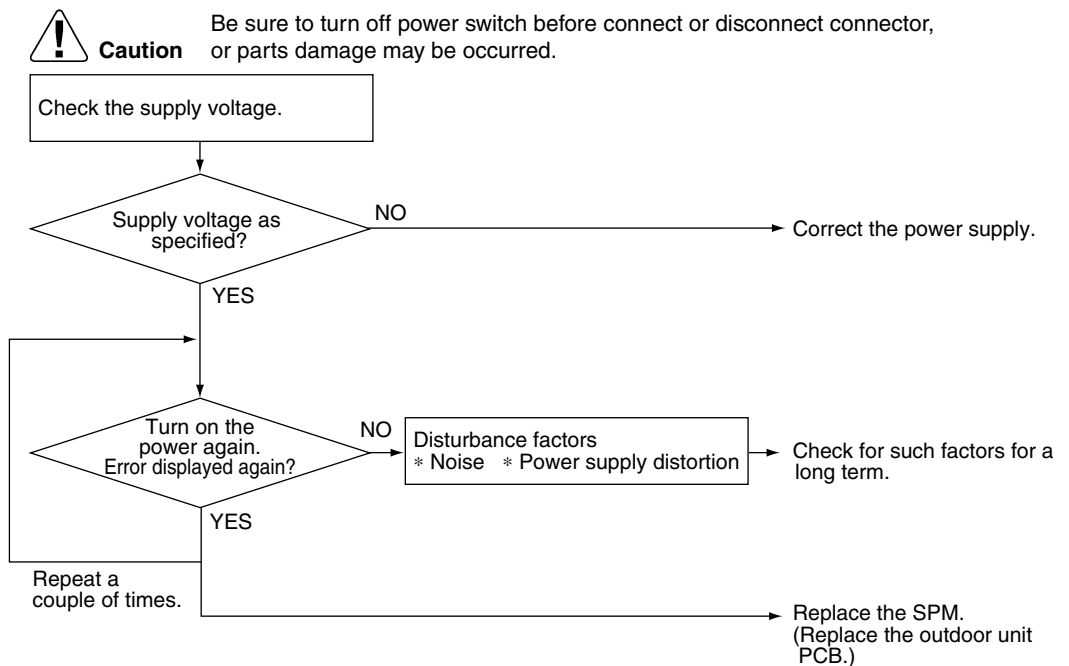 Be sure to turn off power switch before connect or disconnect connector,
Caution or parts damage may be occurred.
Check the supply voltage.
Supply voltage as
specified?
NO
Correct the power supply.
YES
Turn on the
power again.
Error displayed again?
NO
Disturbance factors
* Noise * Power supply distortion
Check for such factors for a
long term.
YES
Repeat a
couple of times.
Replace the SPM.
(Replace the outdoor unit
PCB.)